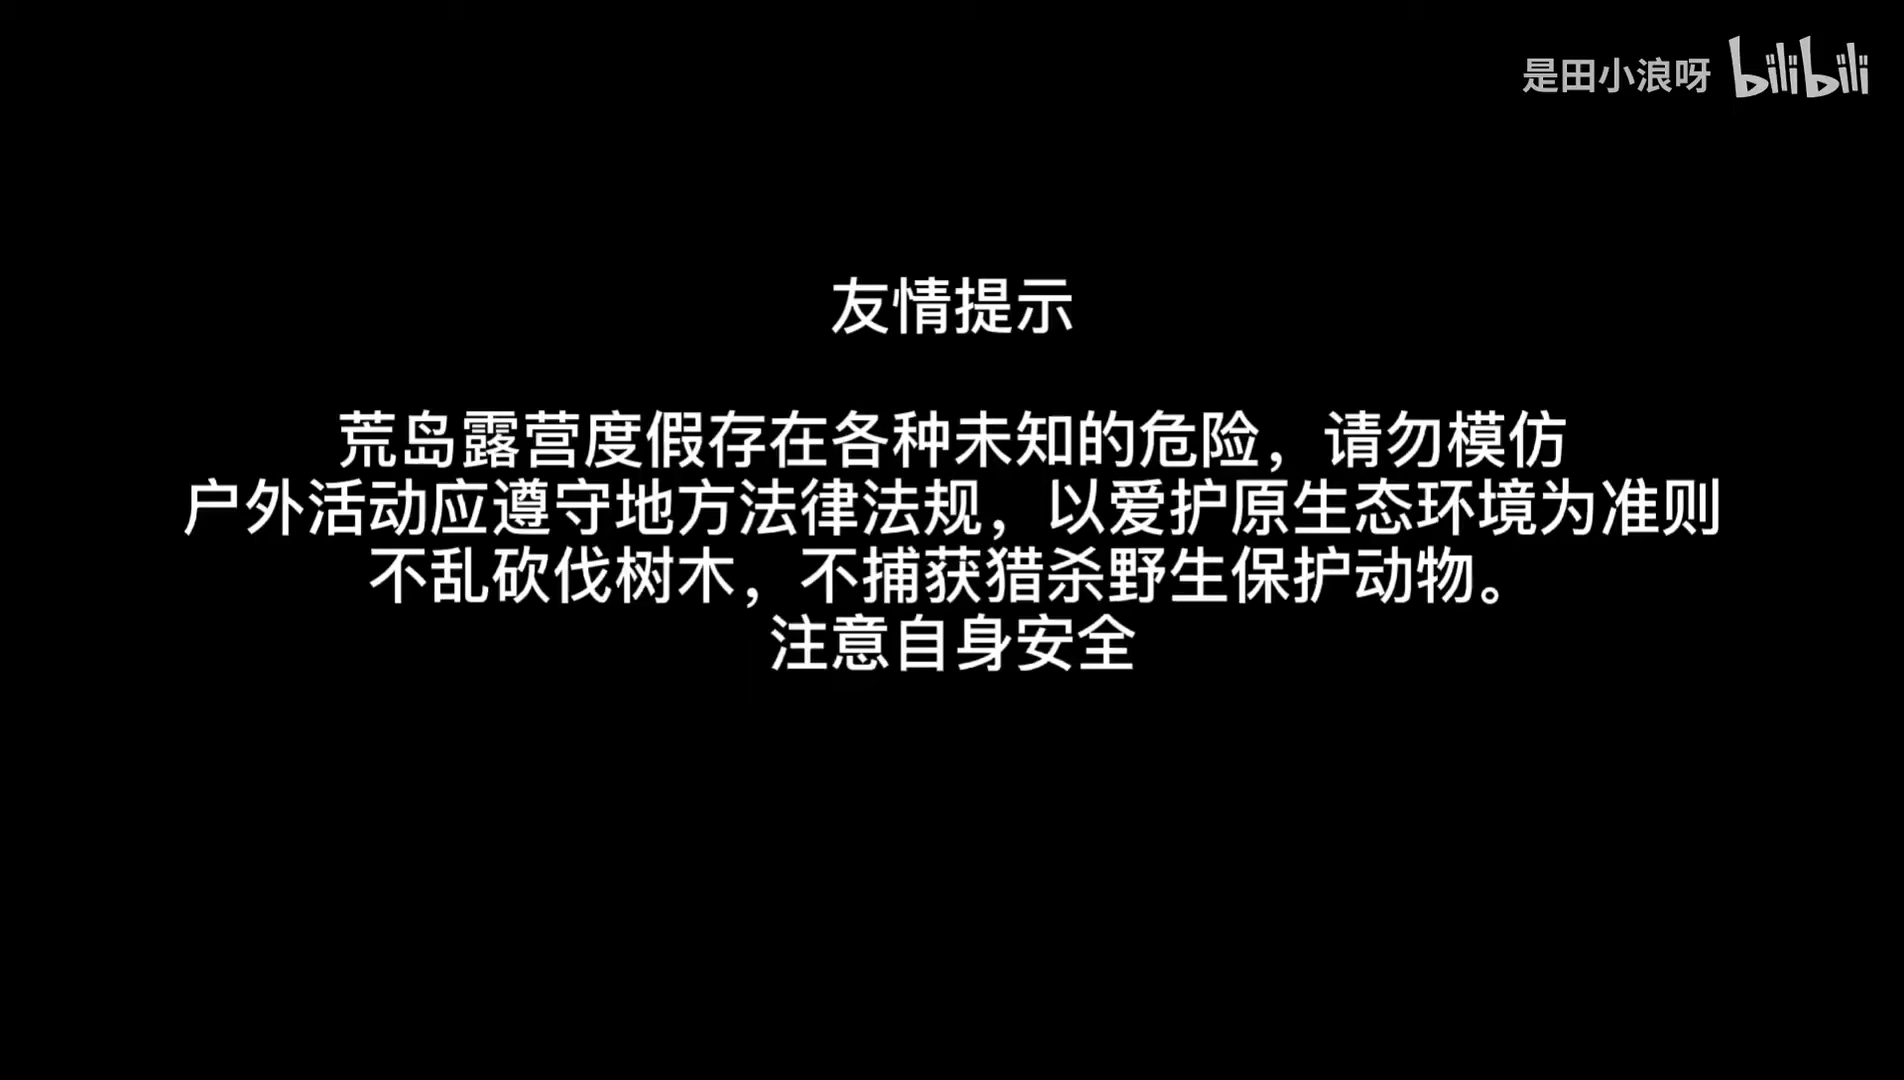 是田小浪呀 bilibili
友情提示
荒岛露营度假存在各种未知的危险，请勿模仿
户外活动应遵守地方法律法规，以爱护原生态环境为准则
不乱砍伐树木，不捕获猎杀野生保护动物。
注意自身安全